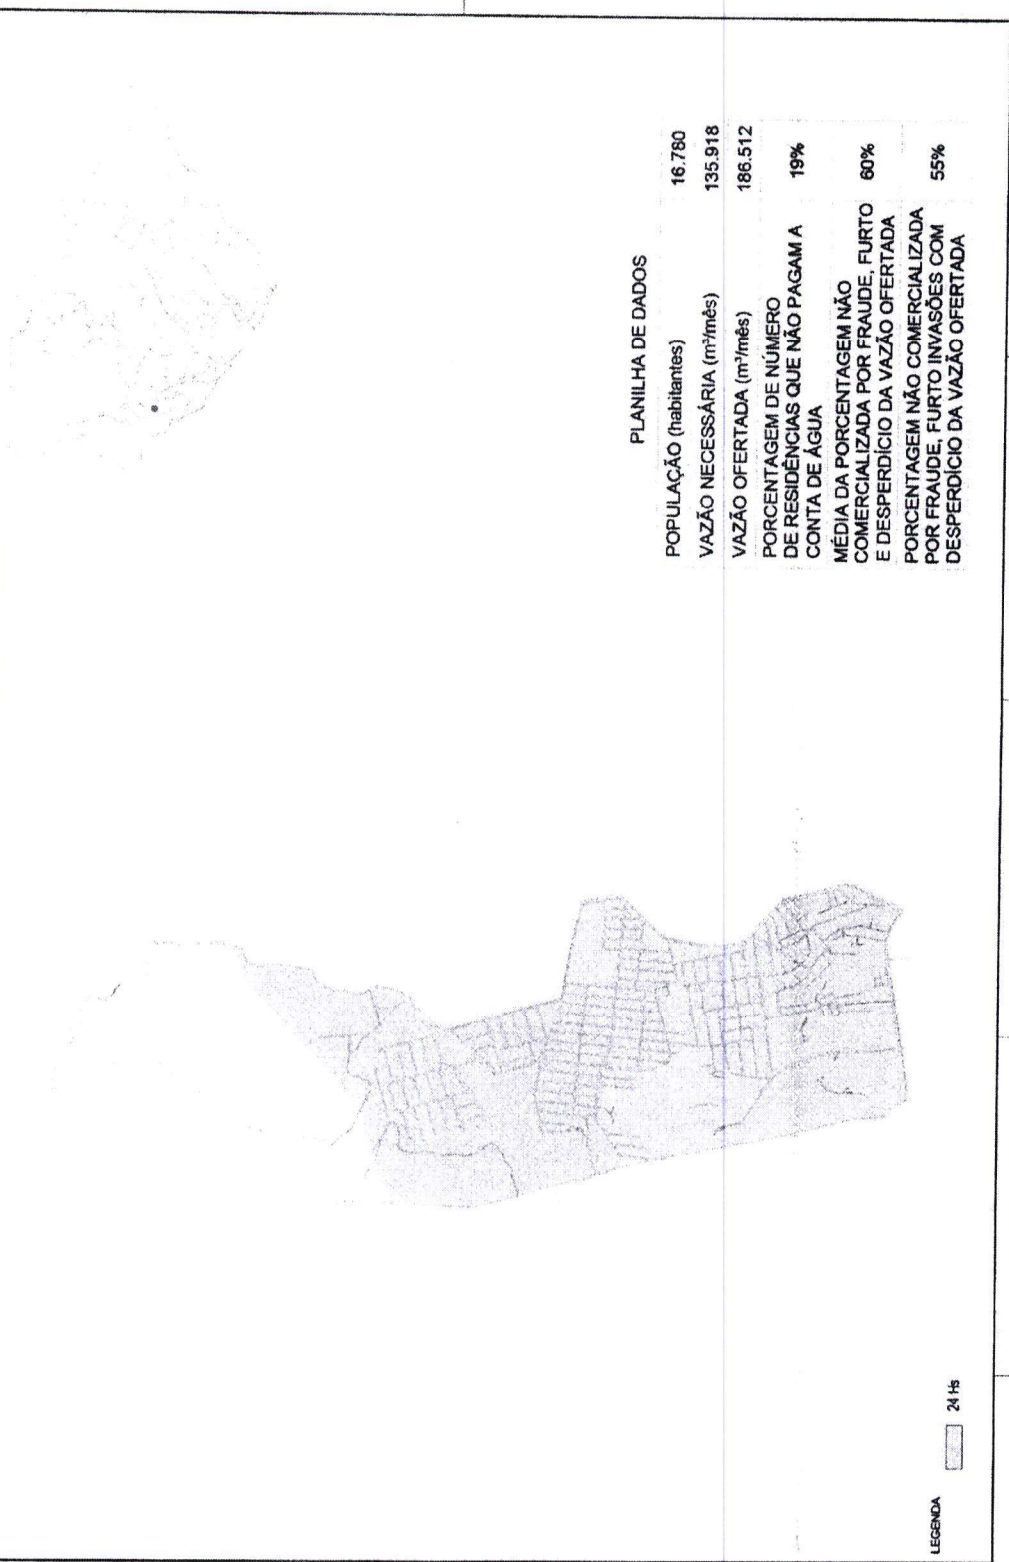 PLANILHA DE DADOS
POPULAÇÃO (habitantes) 16.780
VAZÃO NECESSÁRIA (m³/mês) 135.918
VAZÃO OFERTADA (m³/mês) 186.512
PORCENTAGEM DE NÚMERO
DE RESIDÊNCIAS QUE NÃO PAGAM A 19%
CONTA DE ÁGUA
MÉDIA DA PORCENTAGEM NÃO
COMERCIALIZADA POR FRAUDE, FURTO 60%
E DESPERDÍCIO DA VAZÃO OFERTADA
PORCENTAGEM NÃO COMERCIALIZADA
POR FRAUDE, FURTO INVASÕES COM 55%
DESPERDÍCIO DA VAZÃO OFERTADA
LEGENDA
24 Hs